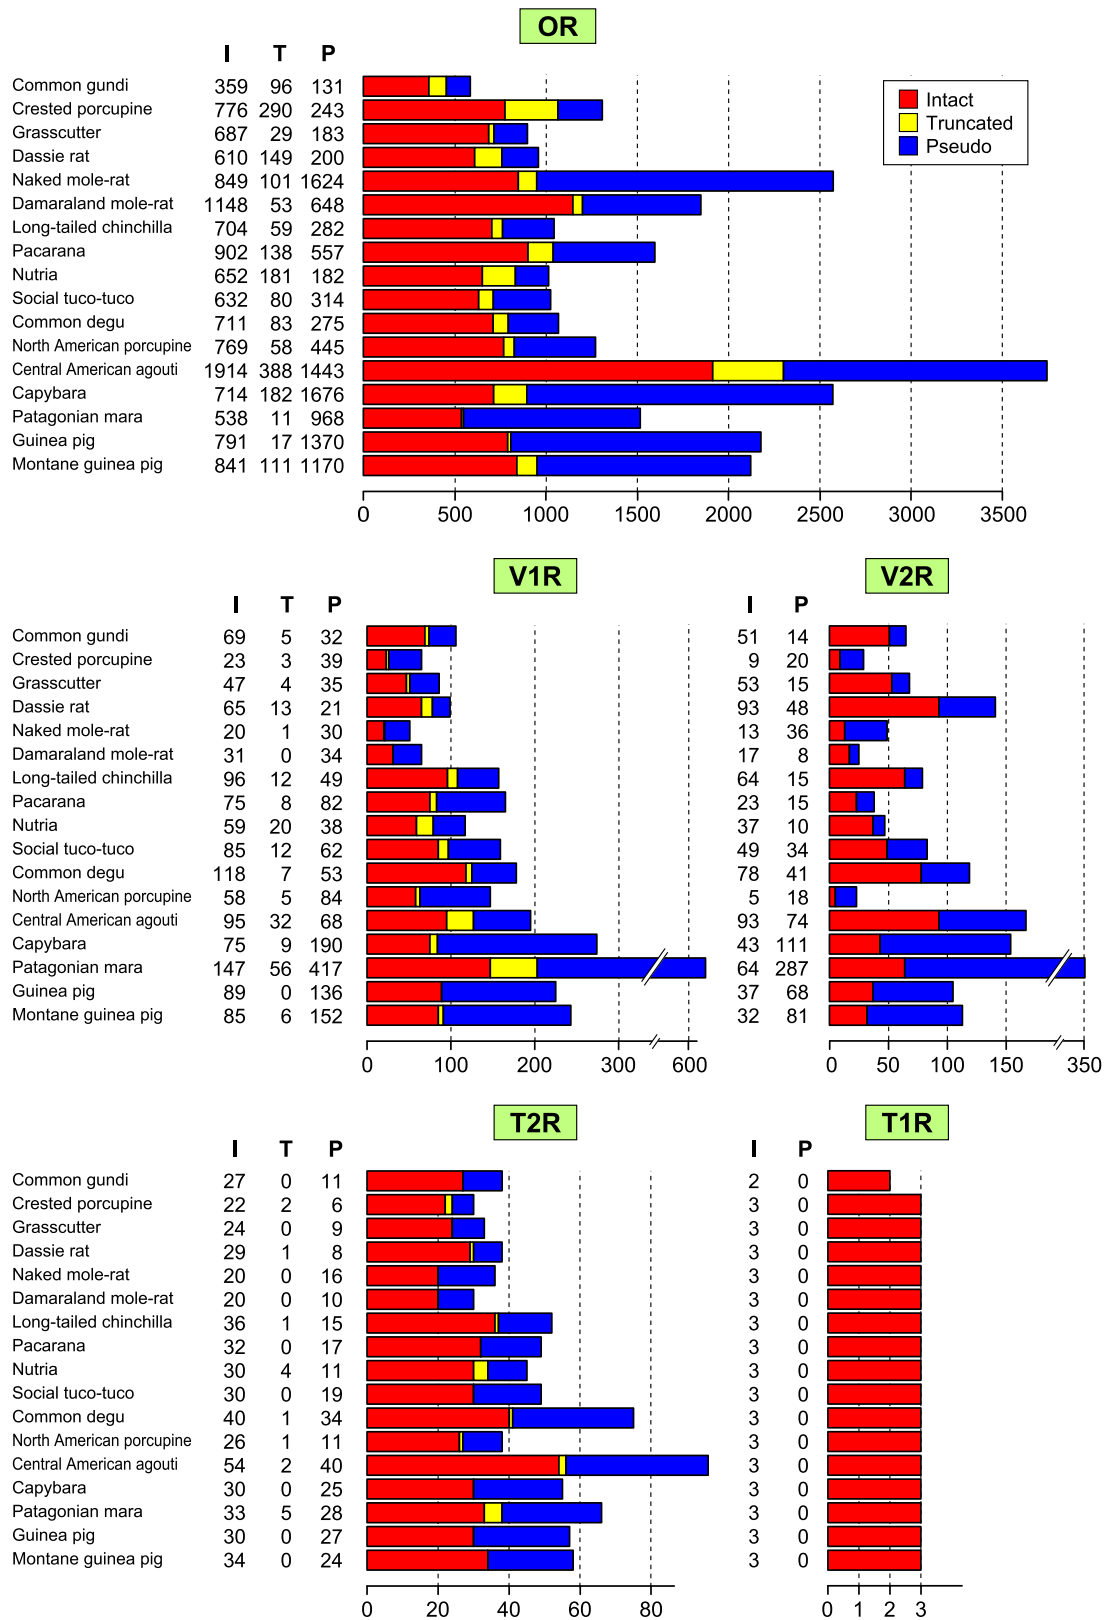 OR
I T P
Common gundi 359 96 131
Crested porcupine 776 290 243
Grasscutter 687 29 183
Dassie rat 610 149 200
Naked mole-rat 849 101 1624
Damaraland mole-rat 1148 53 648
Long-tailed chinchilla 704 59 282
Pacarana 902 138 557
Nutria 652 181 182
Social tuco-tuco 632 80 314
Common degu 711 83 275
North American porcupine 769 58 445
Central American agouti 1914 388 1443
Capybara 714 182 1676
Patagonian mara 538 11 968
Guinea pig 791 17 1370
Montane guinea pig 841 111 1170
Intact
Truncated
Pseudo
0 500 1000 1500 2000 2500 3000 3500
V1R V2R
I T P I P
Common gundi 69 5 32 51 14
Crested porcupine 23 3 39 9 20
Grasscutter 47 4 35 53 15
Dassie rat 65 13 21 93 48
Naked mole-rat 20 1 30 13 36
Damaraland mole-rat 31 0 34 17 8
Long-tailed chinchilla 96 12 49 64 15
Pacarana 75 8 82 23 15
Nutria 59 20 38 37 10
Social tuco-tuco 85 12 62 49 34
Common degu 118 7 53 78 41
North American porcupine 58 5 84 5 18
Central American agouti 95 32 68 93 74
Capybara 75 9 190 43 111
Patagonian mara 147 56 417 64 287
Guinea pig 89 0 136 37 68
Montane guinea pig 85 6 152 32 81
0 100 200 300 600 0 50 100 150 350
T2R T1R
I T P I P
Common gundi 27 0 11 2 0
Crested porcupine 22 2 6 3 0
Grasscutter 24 0 9 3 0
Dassie rat 29 1 8 3 0
Naked mole-rat 20 0 16 3 0
Damaraland mole-rat 20 0 10 3 0
Long-tailed chinchilla 36 1 15 3 0
Pacarana 32 0 17 3 0
Nutria 30 4 11 3 0
Social tuco-tuco 30 0 19 3 0
Common degu 40 1 34 3 0
North American porcupine 26 1 11 3 0
Central American agouti 54 2 40 3 0
Capybara 30 0 25 3 0
Patagonian mara 33 5 28 3 0
Guinea pig 30 0 27 3 0
Montane guinea pig 34 0 24 3 0
0 20 40 60 80 0 1 2 3